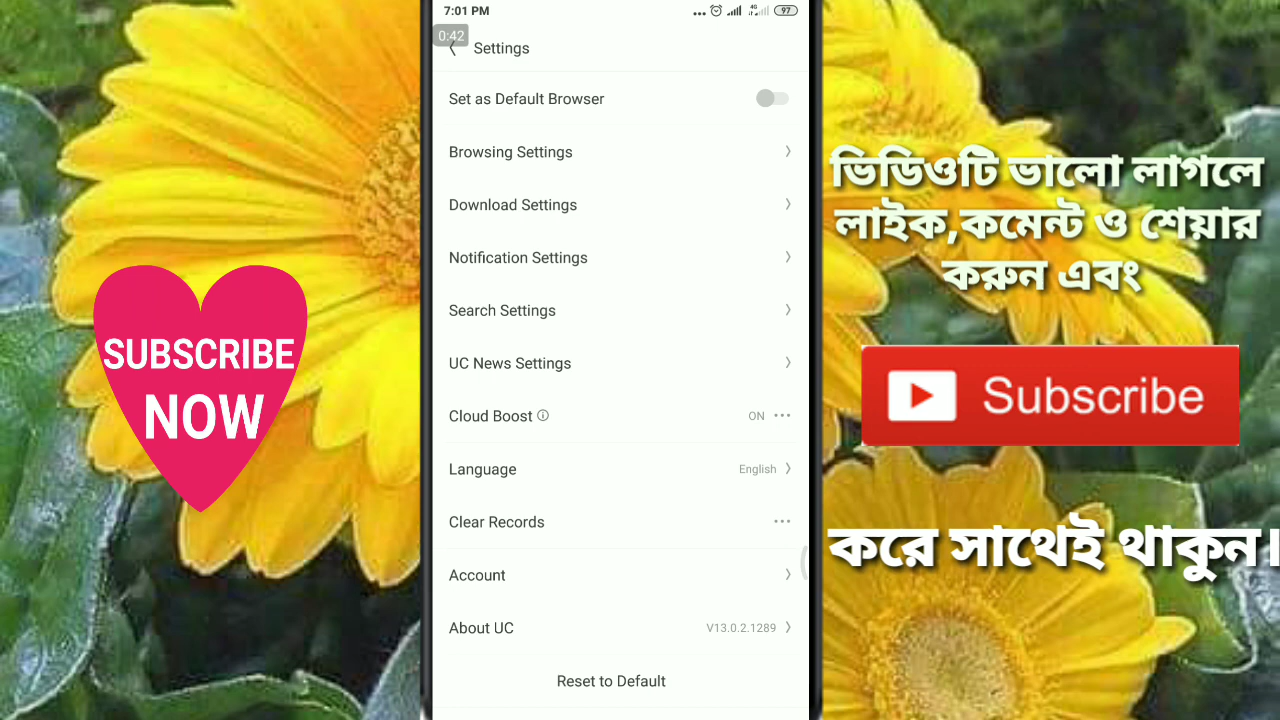 7:01 PM
4G
97
0:42
Settings
Set as Default Browser
Browsing Settings
Download Settings
Notification Settings
Search Settings
UC News Settings
Cloud Boost
ON
Language
English
Clear Records
Account
About UC
V13.0.2.1289
Reset to Default
SUBSCRIBE
NOW
ভিডিওটি ভালো লাগলে
লাইক,কমেন্ট ও শেয়ার
করুন এবং
Subscribe
করে সাথেই থাকুন।